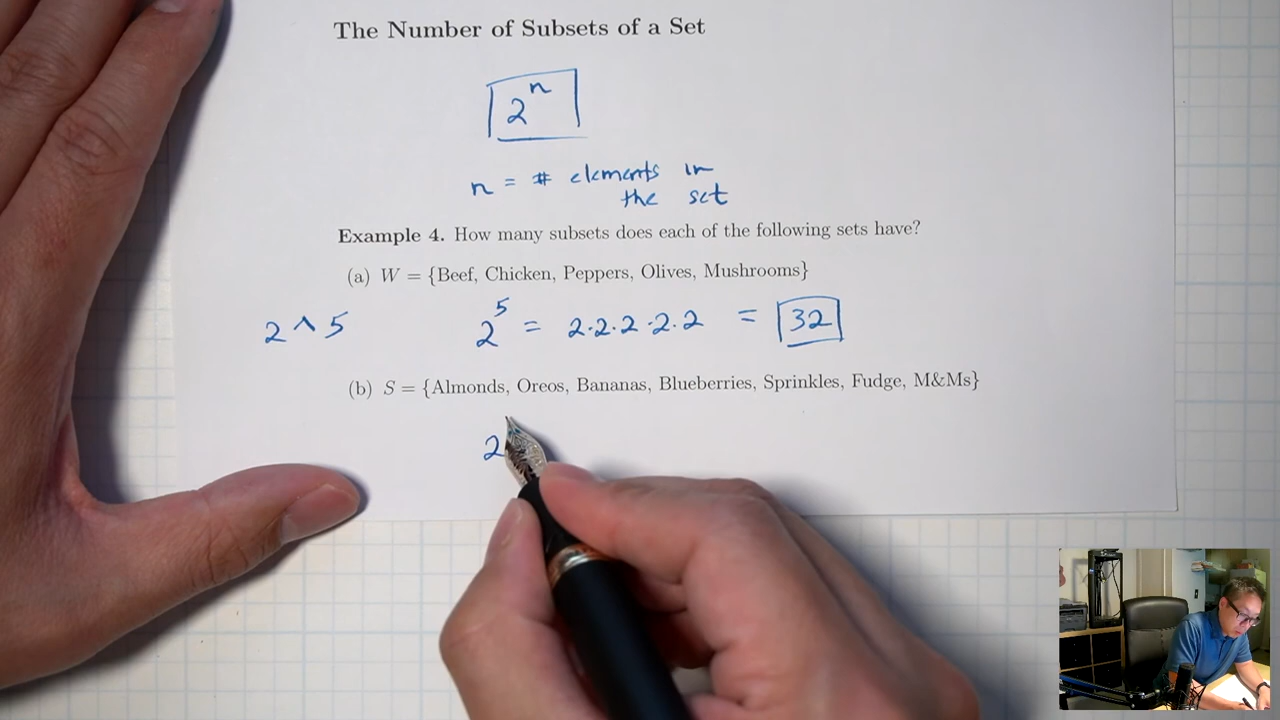 The Number of Subsets of a Set
2^n
n = # elements in
the set
Example 4. How many subsets does each of the following sets have?
(a) W = {Beef, Chicken, Peppers, Olives, Mushrooms}
2 ^ 5 2^5 = 2·2·2·2·2 = 32
(b) S = {Almonds, Oreos, Bananas, Blueberries, Sprinkles, Fudge, M&Ms}
2